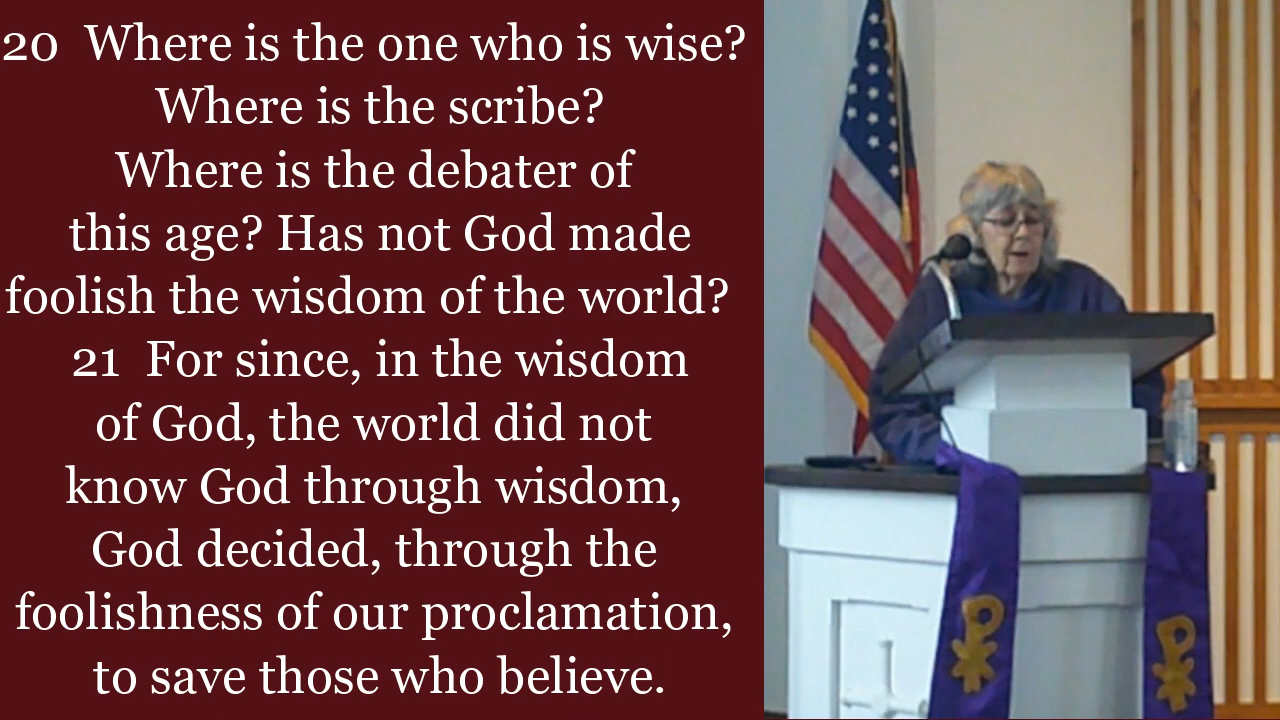 20 Where is the one who is wise?
Where is the scribe?
Where is the debater of
this age? Has not God made
foolish the wisdom of the world?
21 For since, in the wisdom
of God, the world did not
know God through wisdom,
God decided, through the
foolishness of our proclamation,
to save those who believe.